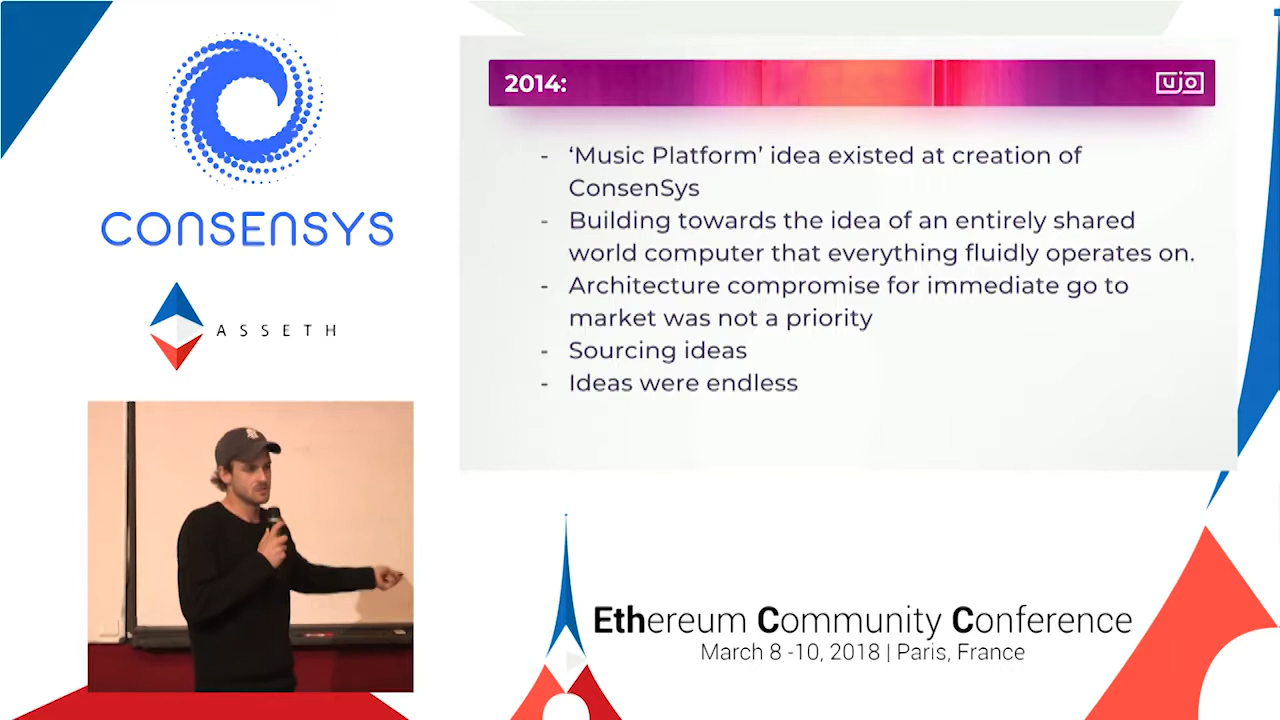 CONSENSYS
ASSETH
2014:
ujo
- ‘Music Platform’ idea existed at creation of
ConsenSys
- Building towards the idea of an entirely shared
world computer that everything fluidly operates on.
- Architecture compromise for immediate go to
market was not a priority
- Sourcing ideas
- Ideas were endless
Ethereum Community Conference
March 8 -10, 2018 | Paris, France